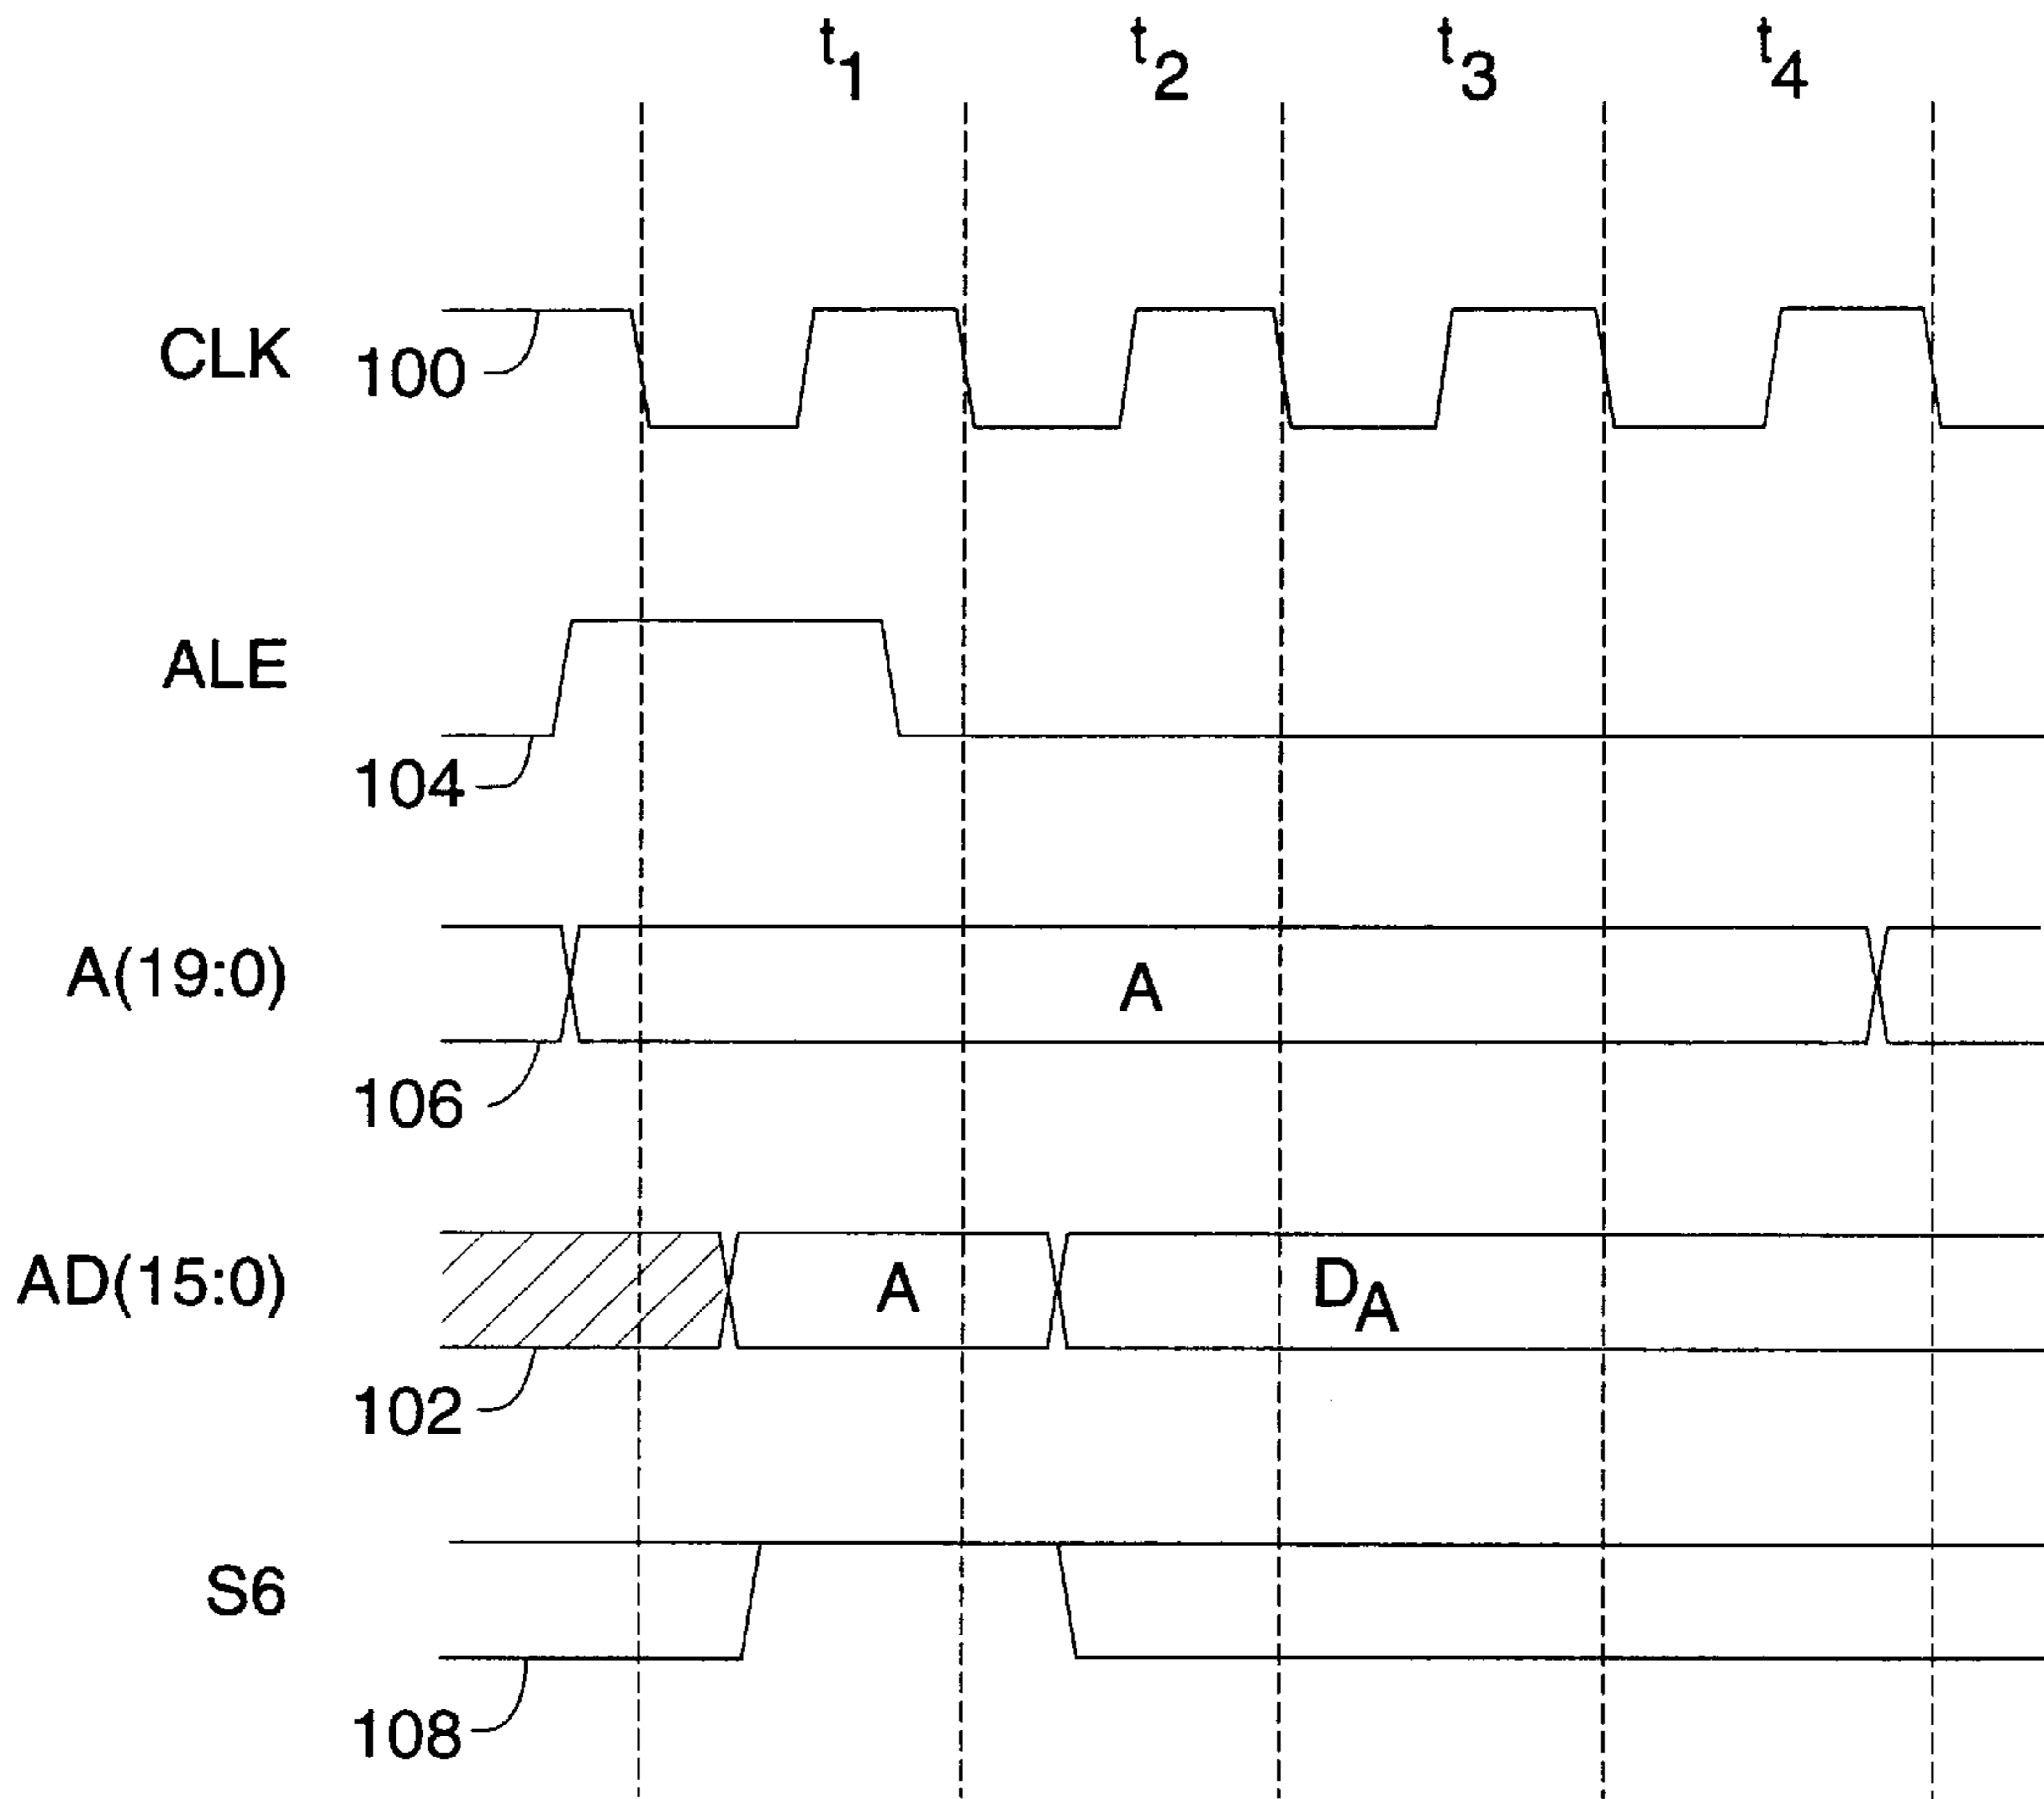 t1 t2 t3 t4
CLK 100
ALE
104
A(19:0) A
106
AD(15:0) A DA
102
S6
108